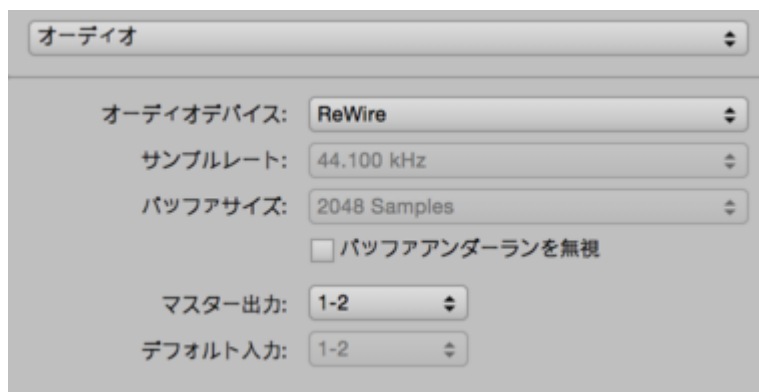 オーディオ
オーディオデバイス: ReWire
サンプルレート: 44.100 kHz
バッファサイズ: 2048 Samples
バッファアンダーランを無視
マスター出力: 1-2
デフォルト入力: 1-2